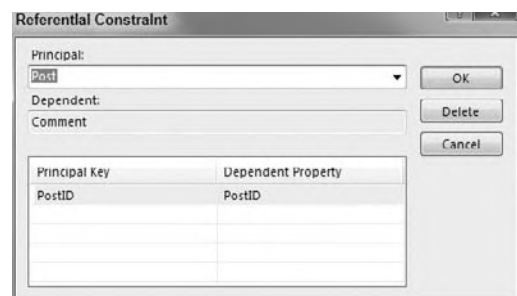 Referential Constraint
Principal:
Post
OK
Dependent:
Comment
Delete
Cancel
Principal Key Dependent Property
PostID PostID